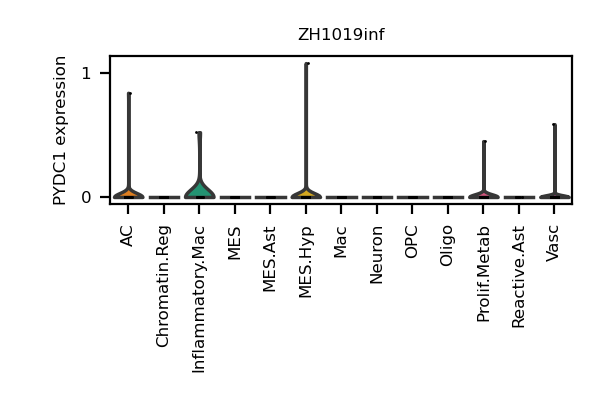 ZH1019inf
PYDC1 expression
1
0
AC
Chromatin.Reg
Inflammatory.Mac
MES
MES.Ast
MES.Hyp
Mac
Neuron
OPC
Oligo
Prolif.Metab
Reactive.Ast
Vasc